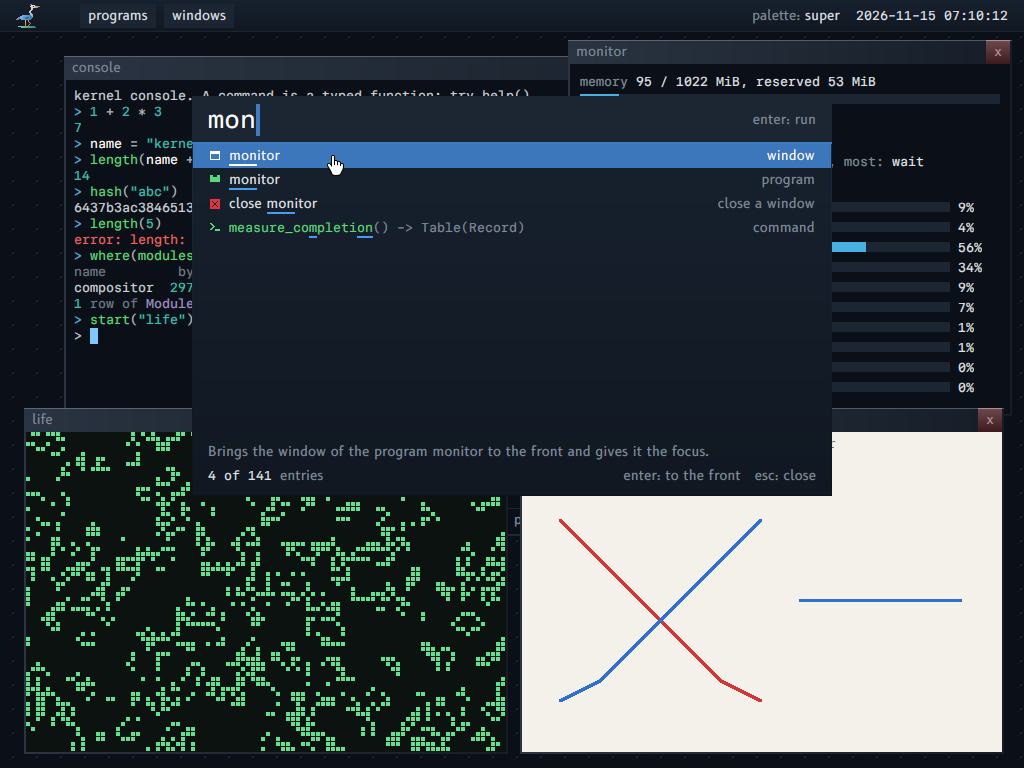 programs windows palette: super 2026-11-15 07:10:12
console
monitor x
memory 95 / 1022 MiB, reserved 53 MiB
kernel console. A command is a typed function: try help()
> 1 + 2 * 3
7
> name = "kerne
> length(name +
14
> hash("abc")
6437b3ac3846513
> length(5)
error: length:
> where(modules
name by
compositor 297
1 row of Module
> start("life")
>
mon enter: run
monitor window
monitor program
close monitor close a window
measure_completion() -> Table(Record) command
Brings the window of the program monitor to the front and gives it the focus.
4 of 141 entries enter: to the front esc: close
, most: wait
9%
4%
56%
34%
9%
7%
1%
1%
0%
0%
life
x